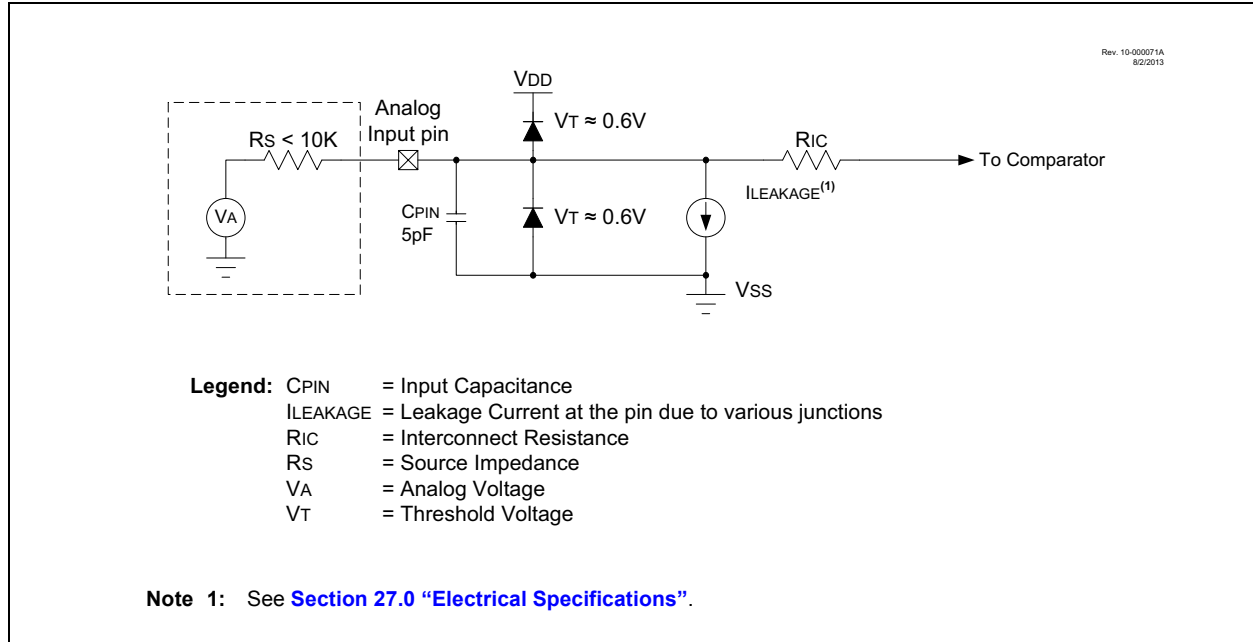 Rev. 10-000071A
8/2/2013
VDD
Analog
Input pin
VT ≈ 0.6V
RS < 10K
RIC
To Comparator
ILEAKAGE(1)
VA
CPIN
5pF
VT ≈ 0.6V
VSS
Legend: CPIN = Input Capacitance
ILEAKAGE = Leakage Current at the pin due to various junctions
RIC = Interconnect Resistance
RS = Source Impedance
VA = Analog Voltage
VT = Threshold Voltage
Note 1: See Section 27.0 “Electrical Specifications”.